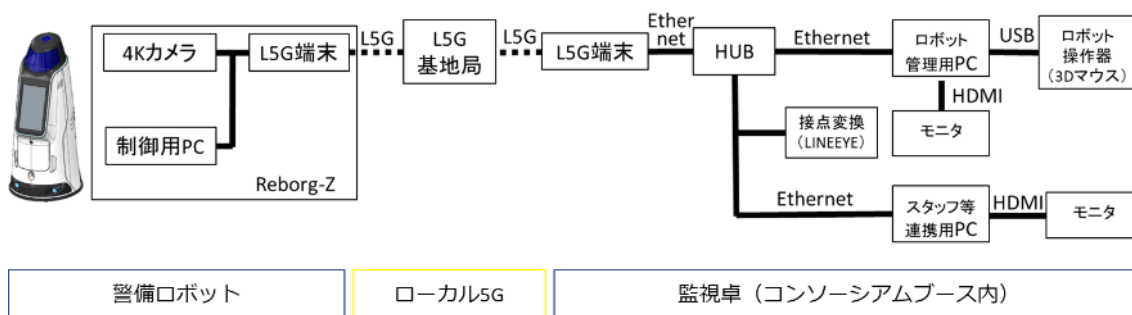 4Kカメラ
L5G端末
制御用PC
Reborg-Z
L5G
L5G
基地局
L5G
L5G端末
Ether
net
HUB
Ethernet
ロボット
管理用PC
USB
ロボット
操作器
(3Dマウス)
HDMI
モニタ
接点変換
(LINEEYE)
Ethernet
スタッフ等
連携用PC
HDMI
モニタ
警備ロボット
ローカル5G
監視卓（コンソーシアムブース内）